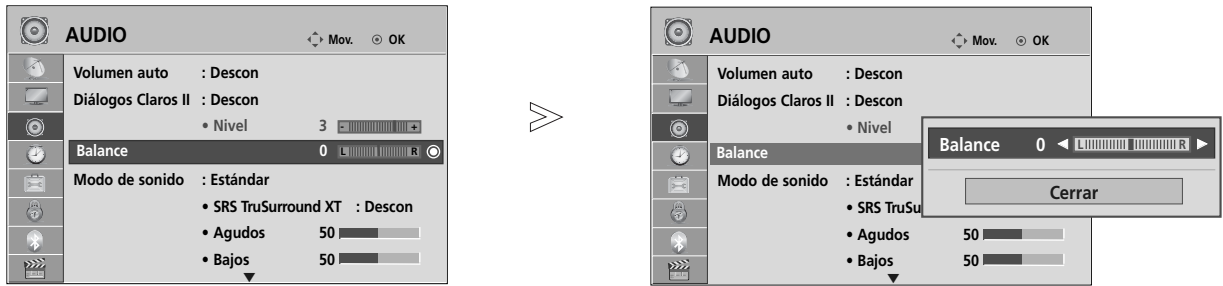 AUDIO Mov. OK
Volumen auto : Descon
Diálogos Claros II : Descon
• Nivel 3 - +
Balance 0 L R
Modo de sonido : Estándar
• SRS TruSurround XT : Descon
• Agudos 50
• Bajos 50
AUDIO Mov. OK
Volumen auto : Descon
Diálogos Claros II : Descon
• Nivel
Balance
Modo de sonido : Estándar
• SRS TruSu
• Agudos 50
• Bajos 50
Balance 0 L R
Cerrar